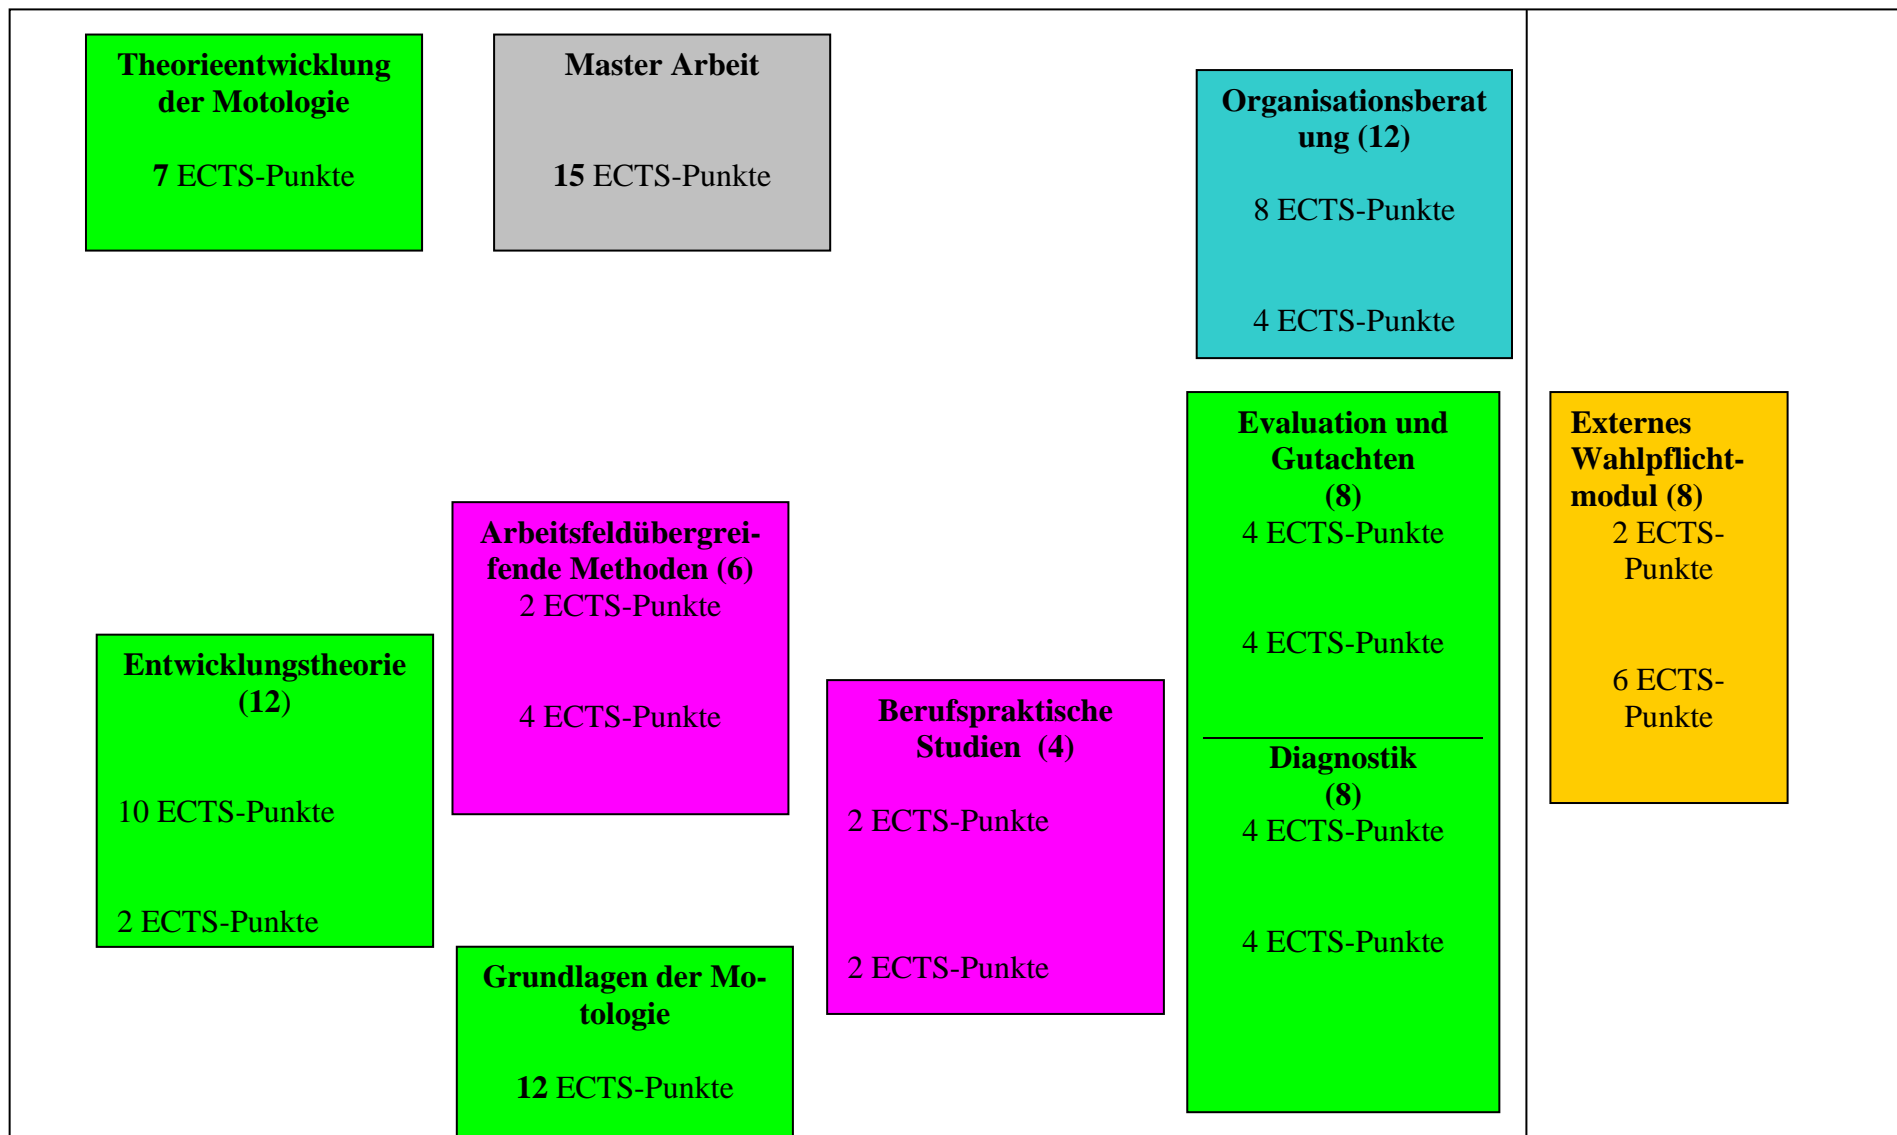 Theorieentwicklung
der Motologie
7 ECTS-Punkte
Master Arbeit
15 ECTS-Punkte
Organisationsberat
ung (12)
8 ECTS-Punkte
4 ECTS-Punkte
Evaluation und
Gutachten
(8)
4 ECTS-Punkte
4 ECTS-Punkte
Diagnostik
(8)
4 ECTS-Punkte
4 ECTS-Punkte
Externes
Wahlpflicht-
modul (8)
2 ECTS-
Punkte
6 ECTS-
Punkte
Arbeitsfeldübergrei-
fende Methoden (6)
2 ECTS-Punkte
4 ECTS-Punkte
Entwicklungstheorie
(12)
10 ECTS-Punkte
2 ECTS-Punkte
Berufspraktische
Studien (4)
2 ECTS-Punkte
2 ECTS-Punkte
Grundlagen der Mo-
tologie
12 ECTS-Punkte